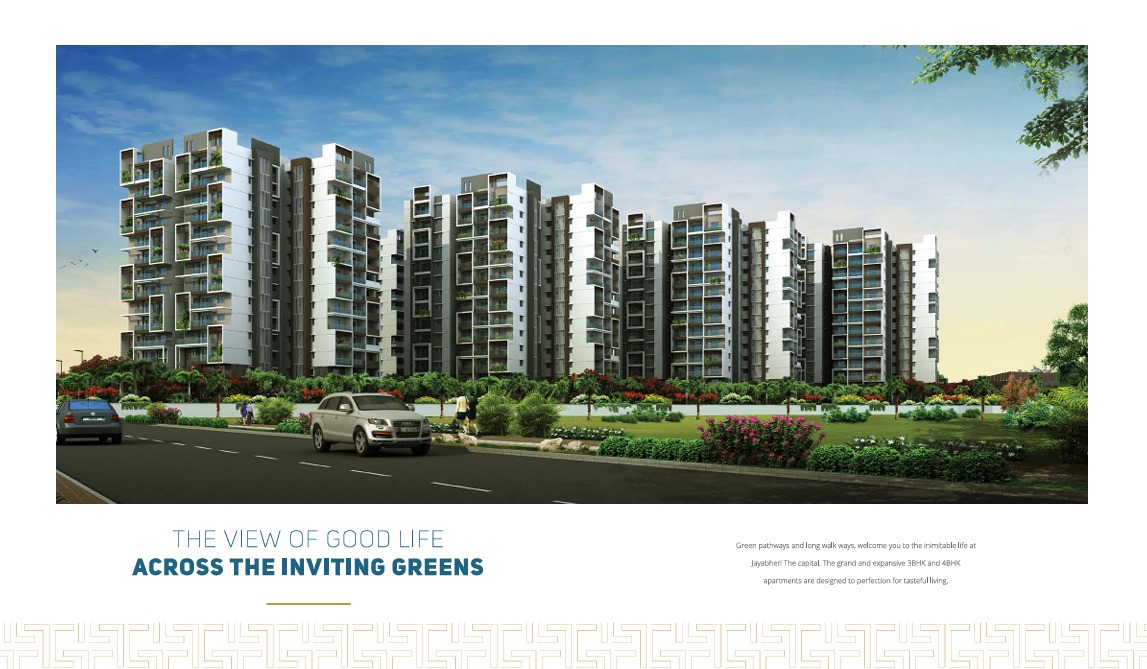 THE VIEW OF GOOD LIFE
ACROSS THE INVITING GREENS
Green pathways and long walk ways, welcome you to the inimitable life at
Jayabheri The capital. The grand and expansive 3BHK and 4BHK
apartments are designed to perfection for tasteful living.